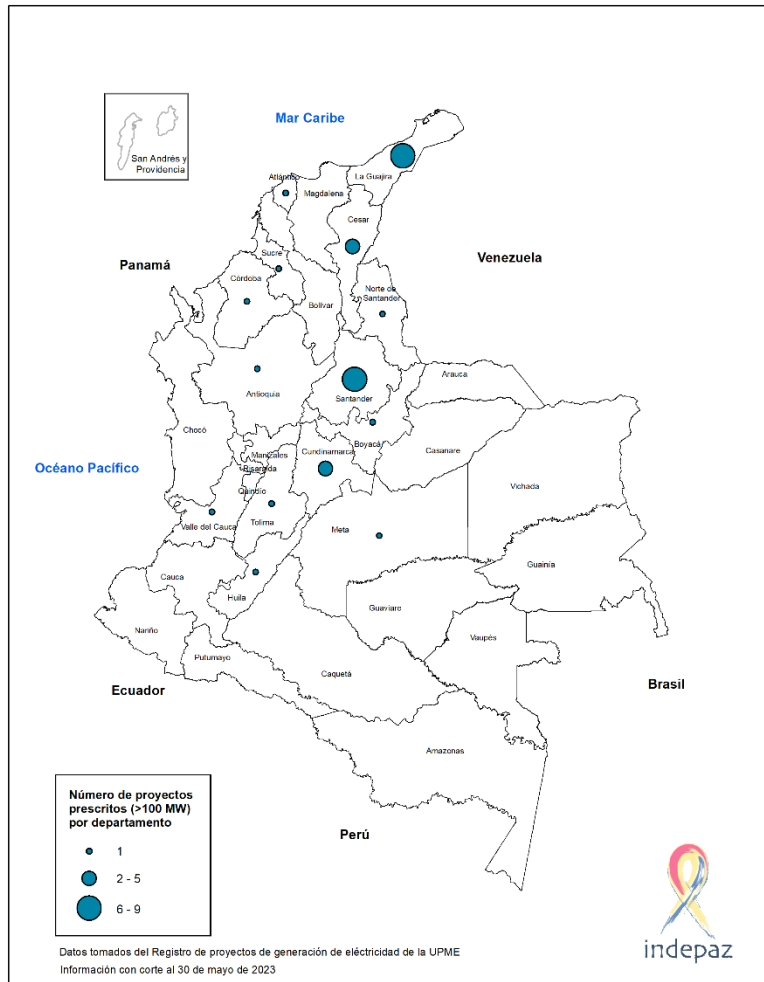 Mar Caribe
San Andrés y
Providencia
La Guajira
Atlántico
Magdalena
Cesar
Panamá
Venezuela
Sucre
Córdoba
Bolívar
Norte de
Santander
Antioquia
Santander
Arauca
Chocó
Boyacá
Casanare
Cundinamarca
Manizales
Risaralda
Océano Pacífico
Vichada
Quindío
Valle del Cauca
Tolima
Meta
Guainía
Cauca
Huila
Guaviare
Nariño
Vaupés
Putumayo
Caquetá
Ecuador
Brasil
Amazonas
Perú
Número de proyectos
prescritos (>100 MW)
por departamento
1
2 - 5
6 - 9
indepaz
Datos tomados del Registro de proyectos de generación de eléctricidad de la UPME
Información con corte al 30 de mayo de 2023